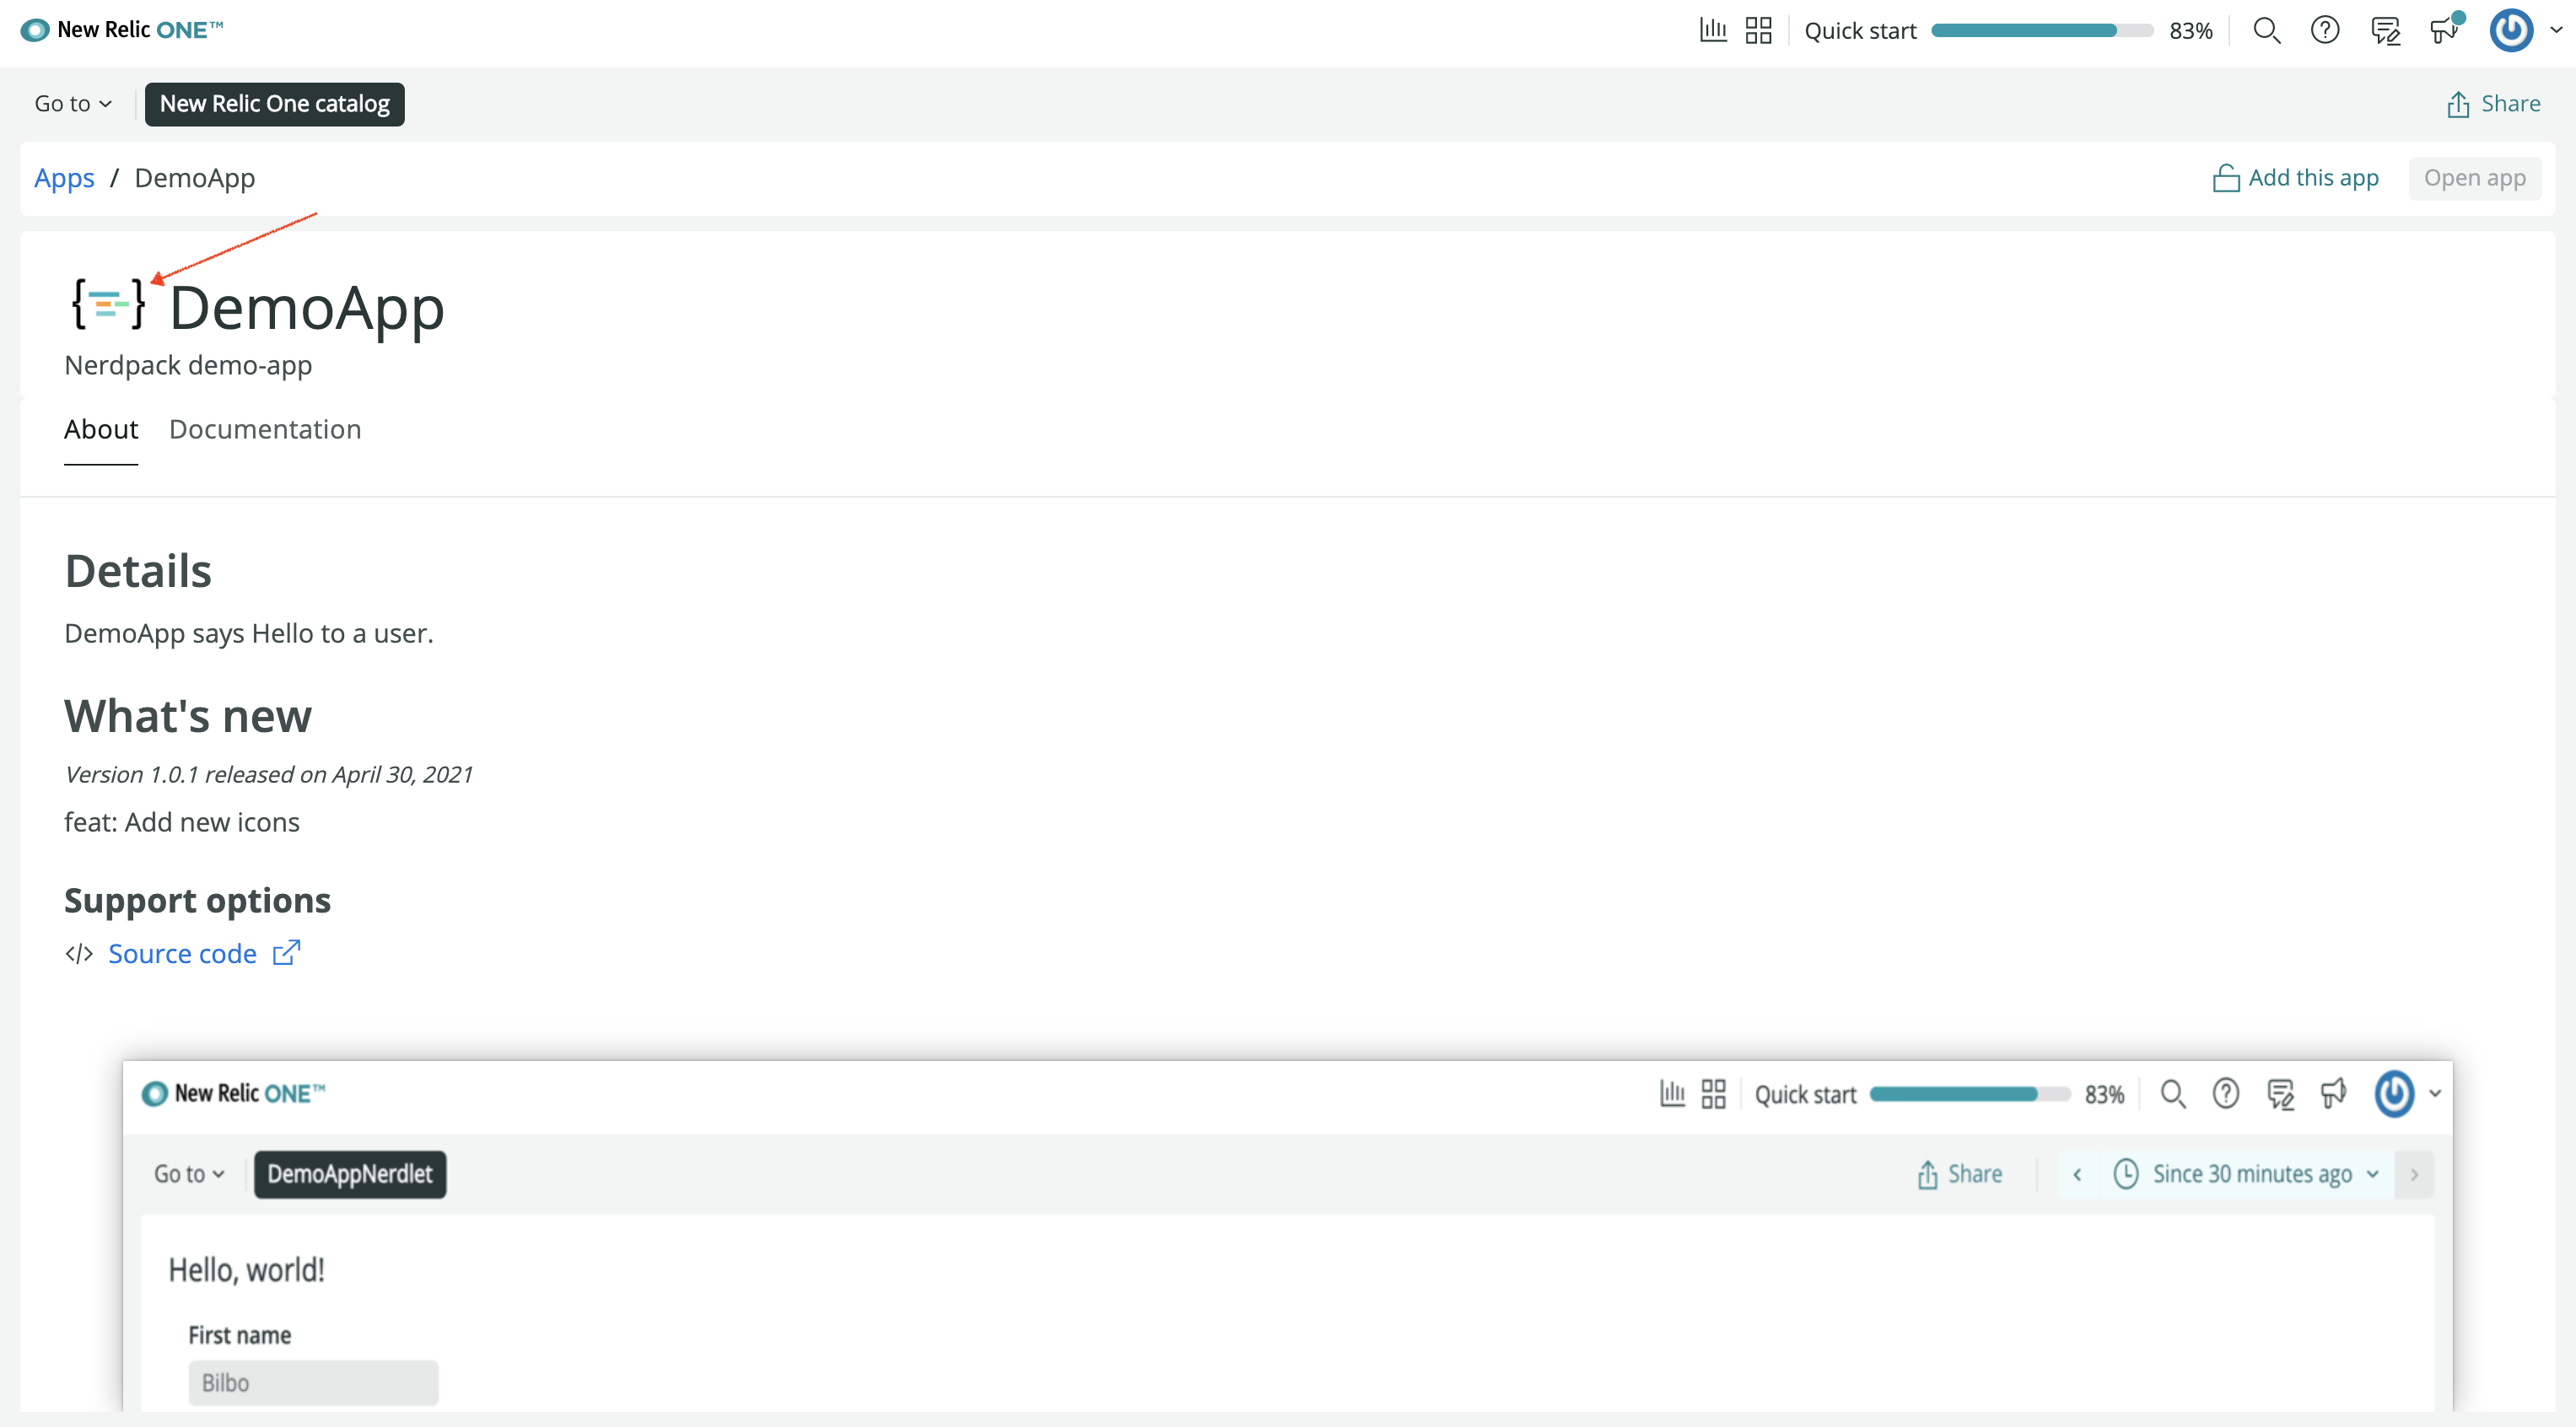 New Relic ONE™ Quick start 83%
Go to New Relic One catalog Share
Apps / DemoApp Add this app Open app
{ } DemoApp
Nerdpack demo-app
About Documentation
Details
DemoApp says Hello to a user.
What's new
Version 1.0.1 released on April 30, 2021
feat: Add new icons
Support options
</> Source code
New Relic ONE™ Quick start 83%
Go to DemoAppNerdlet Share Since 30 minutes ago
Hello, world!
First name
Bilbo